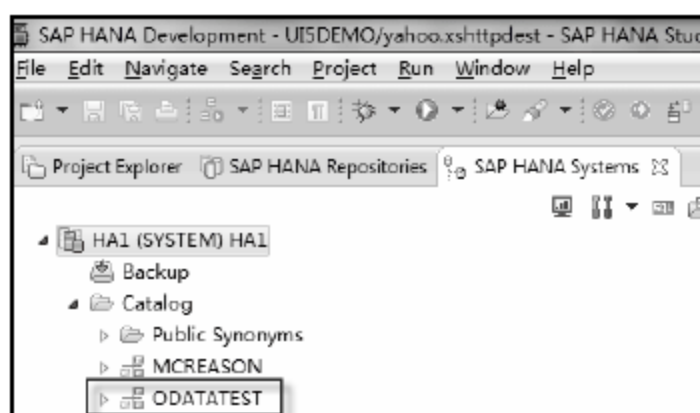 SAP HANA Development - UI5DEMO/yahoo.xshttpdest - SAP HANA Stud
File Edit Navigate Search Project Run Window Help
Project Explorer SAP HANA Repositories SAP HANA Systems
HA1 (SYSTEM) HA1
Backup
Catalog
Public Synonyms
MCREASON
ODATATEST